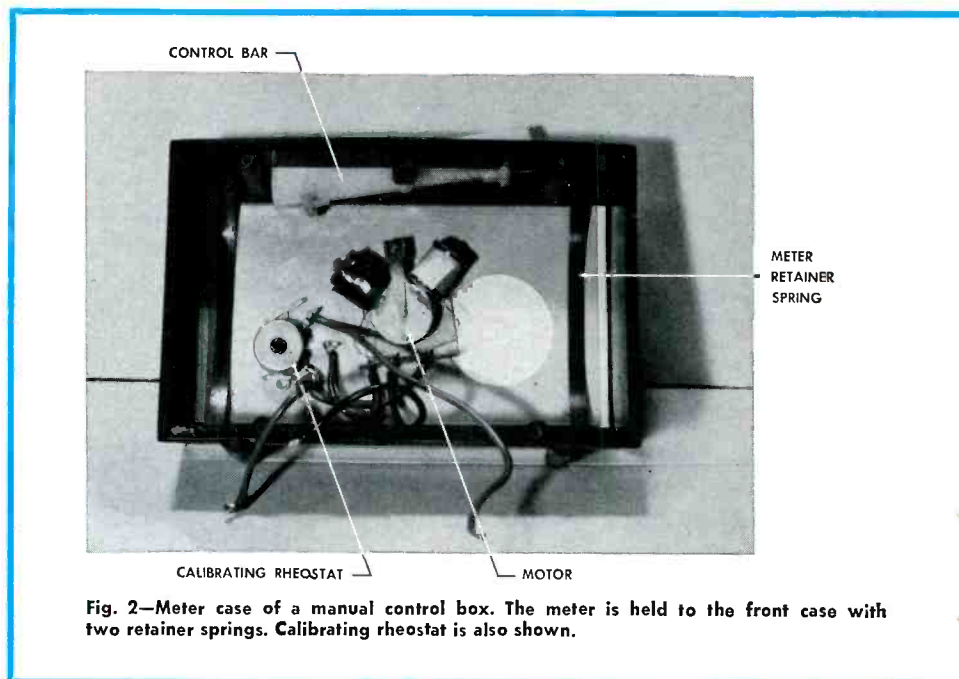 CONTROL BAR
METER
RETAINER
SPRING
CALIBRATING RHEOSTAT
MOTOR
Fig. 2—Meter case of a manual control box. The meter is held to the front case with
two retainer springs. Calibrating rheostat is also shown.